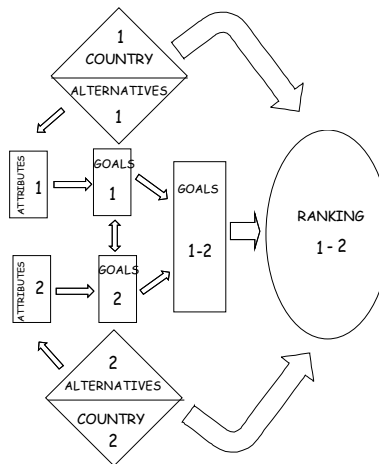 1
COUNTRY
ALTERNATIVES
1
ATTRIBUTES
1
GOALS
1
GOALS
1-2
RANKING
1-2
ATTRIBUTES
2
GOALS
2
2
ALTERNATIVES
COUNTRY
2